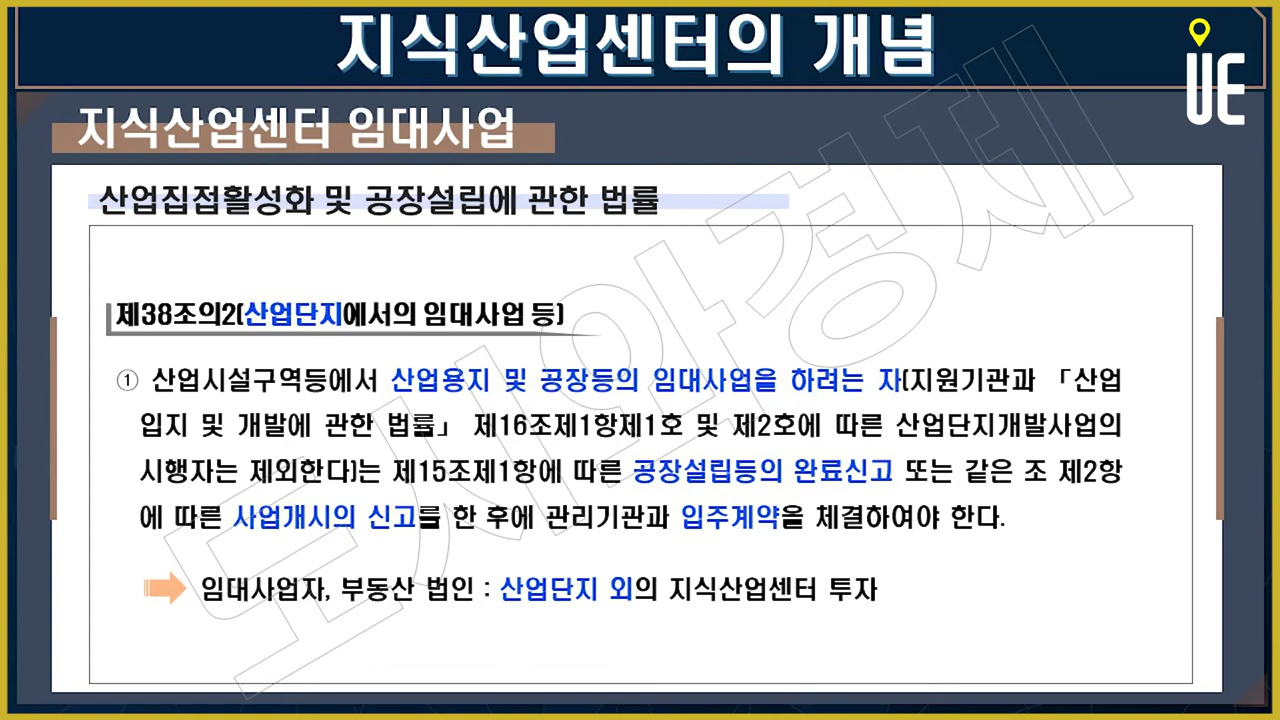 지식산업센터의 개념
UE
지식산업센터 임대사업
산업집접활성화 및 공장설립에 관한 법률
제38조의2(산업단지에서의 임대사업 등)
① 산업시설구역등에서 산업용지 및 공장등의 임대사업을 하려는 자(지원기관과 「산업
입지 및 개발에 관한 법률」 제16조제1항제1호 및 제2호에 따른 산업단지개발사업의
시행자는 제외한다)는 제15조제1항에 따른 공장설립등의 완료신고 또는 같은 조 제2항
에 따른 사업개시의 신고를 한 후에 관리기관과 입주계약을 체결하여야 한다.
임대사업자, 부동산 법인 : 산업단지 외의 지식산업센터 투자
도시안경제